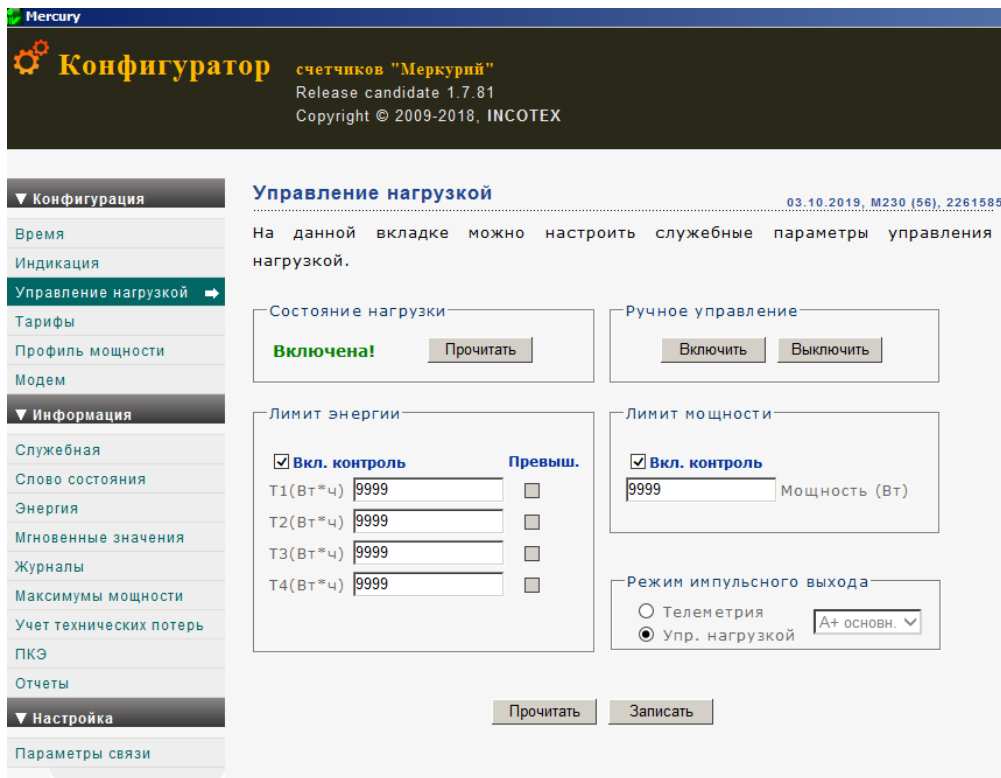 Mercury
Конфигуратор счетчиков "Меркурий"
Release candidate 1.7.81
Copyright © 2009-2018, INCOTEX
▼ Конфигурация
Время
Индикация
Управление нагрузкой ➡
Тарифы
Профиль мощности
Модем
▼ Информация
Служебная
Слово состояния
Энергия
Мгновенные значения
Журналы
Максимумы мощности
Учет технических потерь
ПКЭ
Отчеты
▼ Настройка
Параметры связи
Управление нагрузкой
03.10.2019, M230 (56), 2261585
На данной вкладке можно настроить служебные параметры управления
нагрузкой.
Состояние нагрузки
Включена! Прочитать
Ручное управление
Включить Выключить
Лимит энергии
Вкл. контроль Превыш.
Т1(Вт*ч) 9999
Т2(Вт*ч) 9999
Т3(Вт*ч) 9999
Т4(Вт*ч) 9999
Лимит мощности
Вкл. контроль
9999 Мощность (Вт)
Режим импульсного выхода
Телеметрия
Упр. нагрузкой
А+ основн.
Прочитать Записать